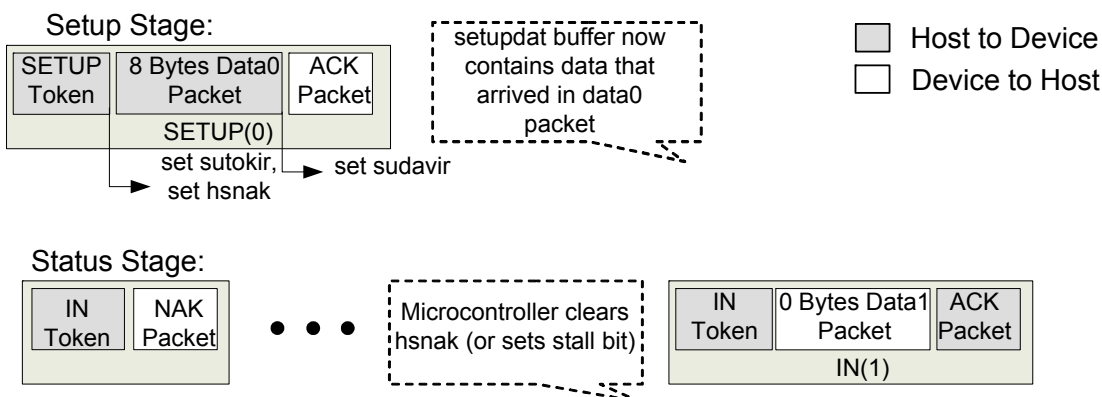 Setup Stage:
SETUP
Token
8 Bytes Data0
Packet
ACK
Packet
SETUP(0)
set sutokir,
set hsnak
set sudavir
setupdat buffer now
contains data that
arrived in data0
packet
Host to Device
Device to Host
Status Stage:
IN
Token
NAK
Packet
• • •
Microcontroller clears
hsnak (or sets stall bit)
IN
Token
0 Bytes Data1
Packet
ACK
Packet
IN(1)